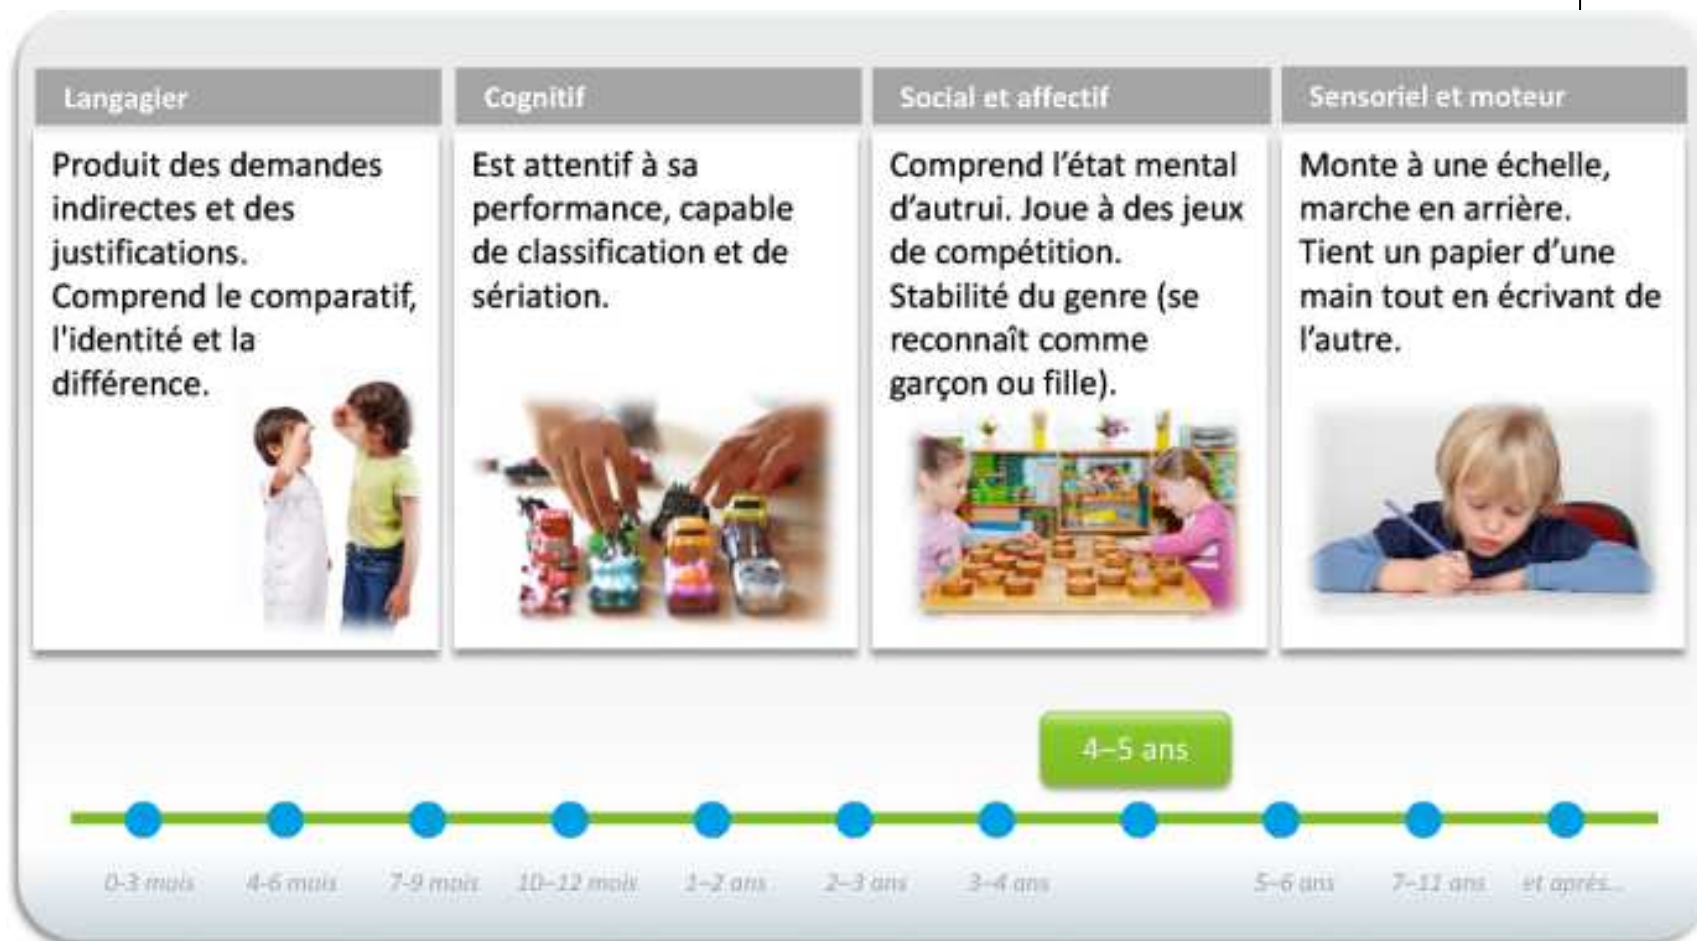 Langagier
Produit des demandes
indirectes et des
justifications.
Comprend le comparatif,
l'identité et la
différence.
Cognitif
Est attentif à sa
performance, capable
de classification et de
sériation.
Social et affectif
Comprend l’état mental
d’autrui. Joue à des jeux
de compétition.
Stabilité du genre (se
reconnaît comme
garçon ou fille).
Sensoriel et moteur
Monte à une échelle,
marche en arrière.
Tient un papier d’une
main tout en écrivant de
l’autre.
4–5 ans
0-3 mois
4-6 mois
7-9 mois
10–12 mois
1–2 ans
2–3 ans
3–4 ans
5–6 ans
7–11 ans
et après...